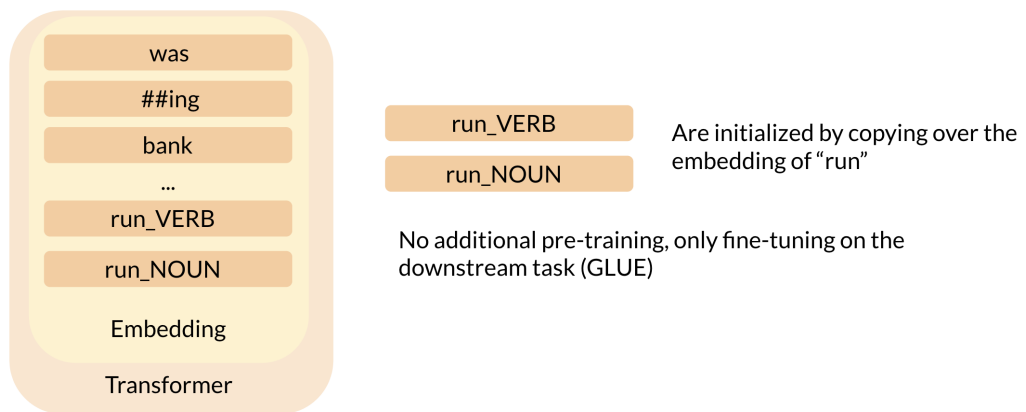 was
##ing
bank
...
run_VERB
run_NOUN
Embedding
Transformer
run_VERB
run_NOUN
Are initialized by copying over the
embedding of “run”
No additional pre-training, only fine-tuning on the
downstream task (GLUE)